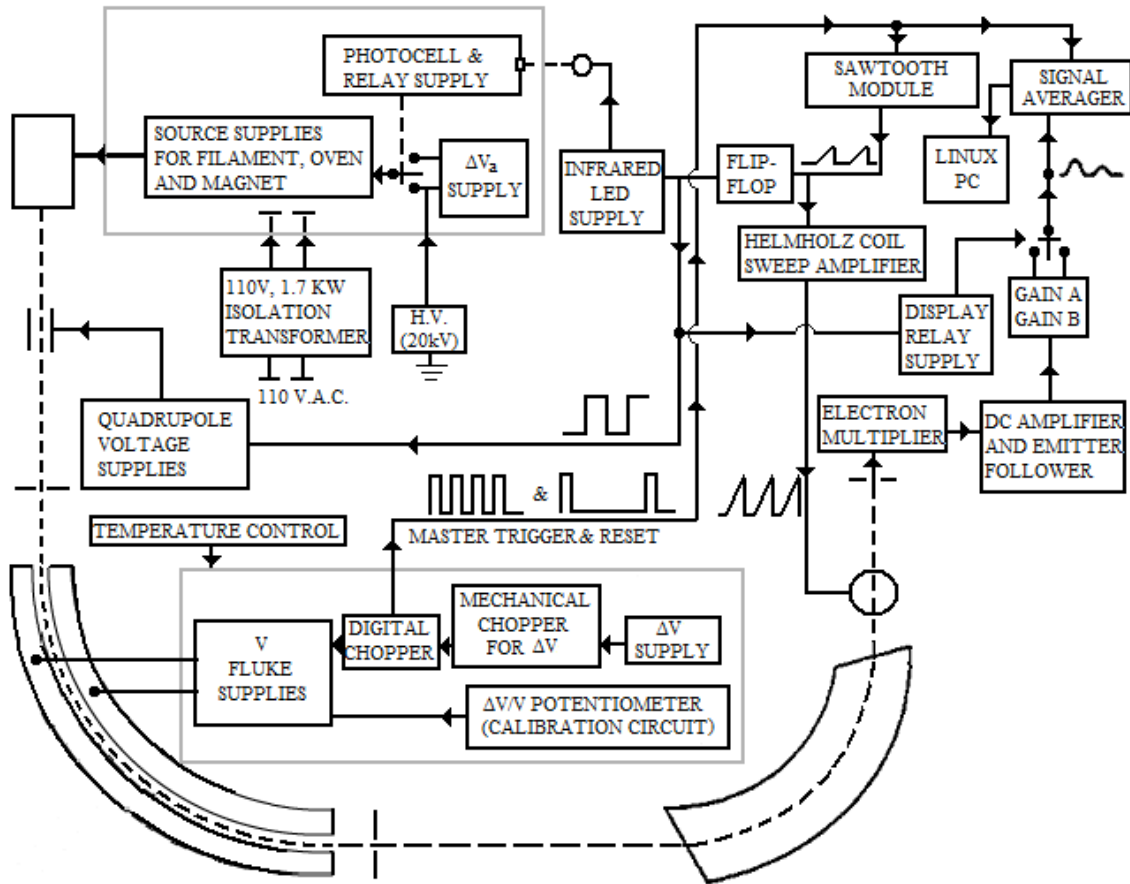 PHOTOCELL &
RELAY SUPPLY
SAWTOOTH
MODULE
SIGNAL
AVERAGER
SOURCE SUPPLIES
FOR FILAMENT, OVEN
AND MAGNET
ΔVa
SUPPLY
INFRARED
LED
SUPPLY
FLIP-
FLOP
LINUX
PC
HELMHOLZ COIL
SWEEP AMPLIFIER
110V, 1.7 KW
ISOLATION
TRANSFORMER
H.V.
(20kV)
DISPLAY
RELAY
SUPPLY
GAIN A
GAIN B
110 V.A.C.
QUADRUPOLE
VOLTAGE
SUPPLIES
ELECTRON
MULTIPLIER
DC AMPLIFIER
AND EMITTER
FOLLOWER
&
MASTER TRIGGER & RESET
TEMPERATURE CONTROL
V
FLUKE
SUPPLIES
DIGITAL
CHOPPER
MECHANICAL
CHOPPER
FOR ΔV
ΔV
SUPPLY
ΔV/V POTENTIOMETER
(CALIBRATION CIRCUIT)